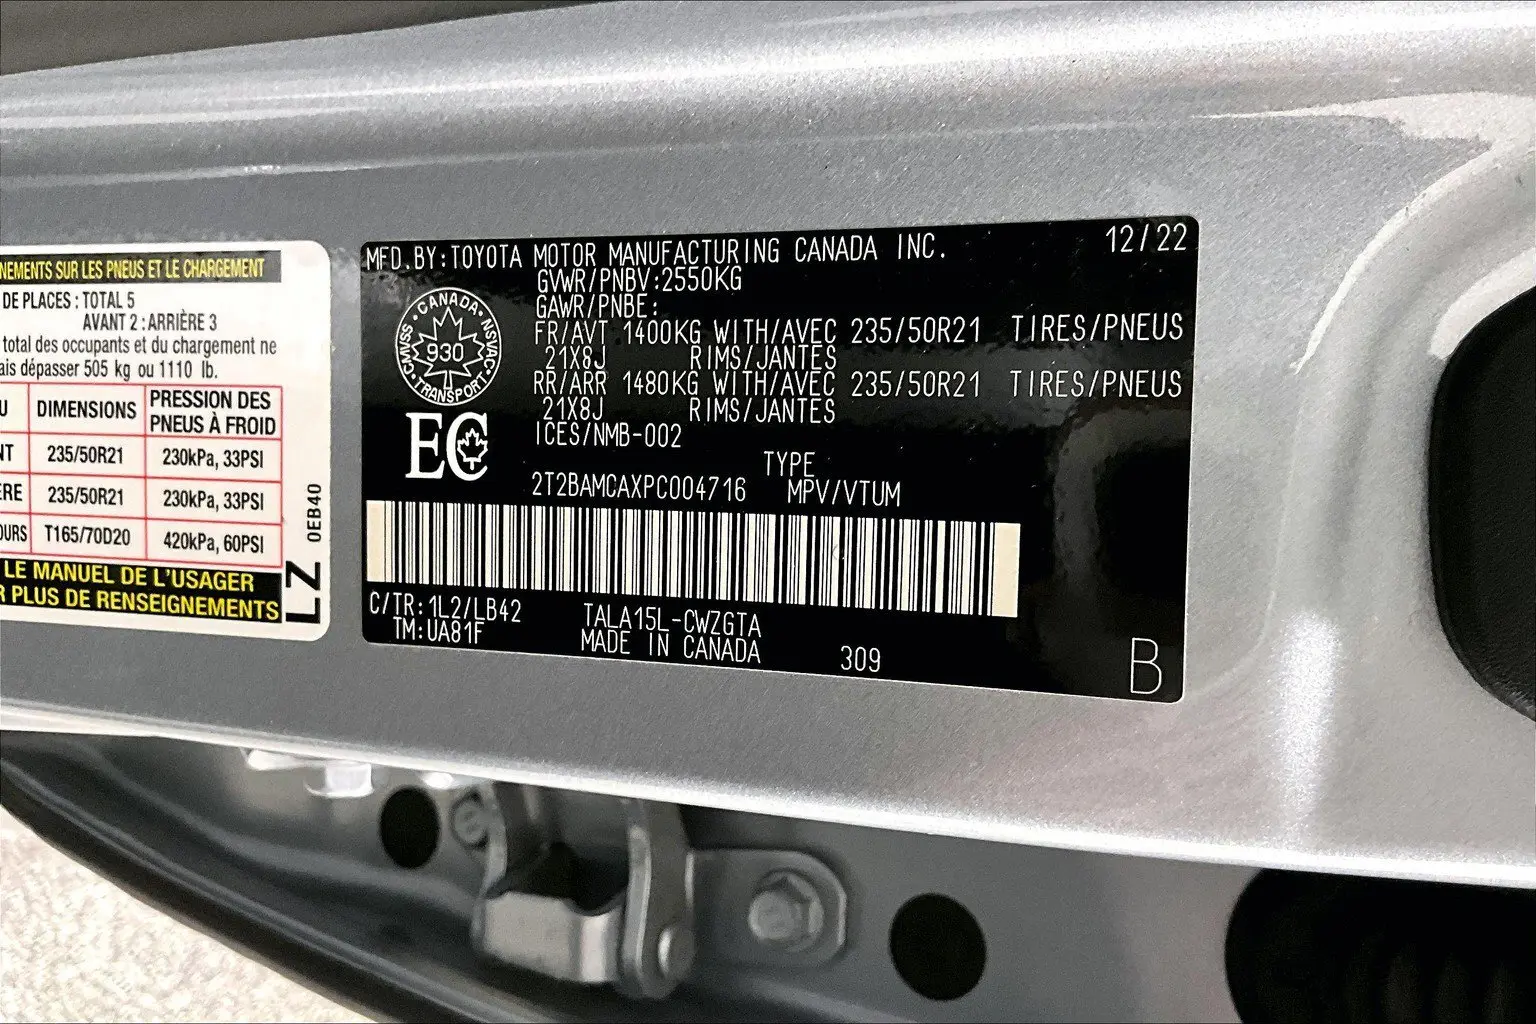 NEMENTS SUR LES PNEUS ET LE CHARGEMENT
DE PLACES : TOTAL 5
AVANT 2 : ARRIÈRE 3
total des occupants et du chargement ne
ais dépasser 505 kg ou 1110 lb.
U DIMENSIONS PRESSION DES PNEUS À FROID
NT 235/50R21 230kPa, 33PSI
ÈRE 235/50R21 230kPa, 33PSI
OURS T165/70D20 420kPa, 60PSI
LE MANUEL DE L'USAGER
R PLUS DE RENSEIGNEMENTS
0EB40
LZ
MFD.BY:TOYOTA MOTOR MANUFACTURING CANADA INC. 12/22
GVWR/PNBV:2550KG
GAWR/PNBE:
FR/AVT 1400KG WITH/AVEC 235/50R21 TIRES/PNEUS
21X8J RIMS/JANTES
RR/ARR 1480KG WITH/AVEC 235/50R21 TIRES/PNEUS
21X8J RIMS/JANTES
ICES/NMB-002
CANADA
NSVAC
TRANSPORT
CMVSS
930
EC
TYPE
2T2BAMCAXPC004716 MPV/VTUM
C/TR:1L2/LB42 TALA15L-CWZGTA
TM:UA81F MADE IN CANADA 309
B